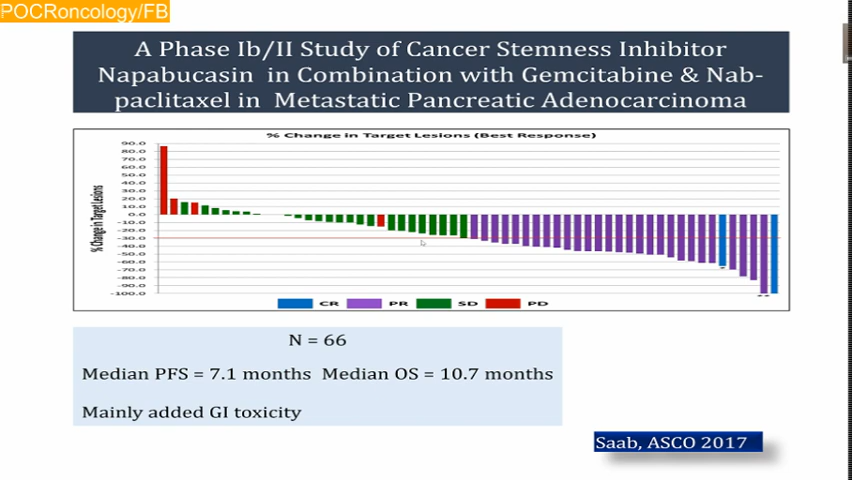 POCRoncology/FB
A Phase Ib/II Study of Cancer Stemness Inhibitor
Napabucasin in Combination with Gemcitabine & Nab-
paclitaxel in Metastatic Pancreatic Adenocarcinoma
% Change in Target Lesions (Best Response)
% Change in Target Lesions
90.0
80.0
70.0
60.0
50.0
40.0
30.0
20.0
10.0
0.0
-10.0
-20.0
-30.0
-40.0
-50.0
-60.0
-70.0
-80.0
-90.0
-100.0
*
**
CR PR SD PD
N = 66
Median PFS = 7.1 months Median OS = 10.7 months
Mainly added GI toxicity
Saab, ASCO 2017